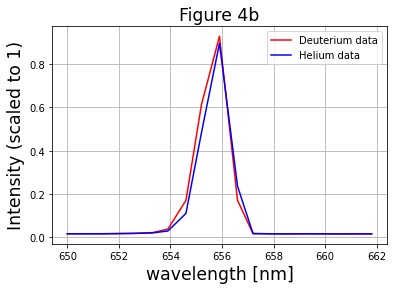 Figure 4b
Deuterium data
Helium data
Intensity (scaled to 1)
0.8
0.6
0.4
0.2
0.0
650
652
654
656
658
660
662
wavelength [nm]